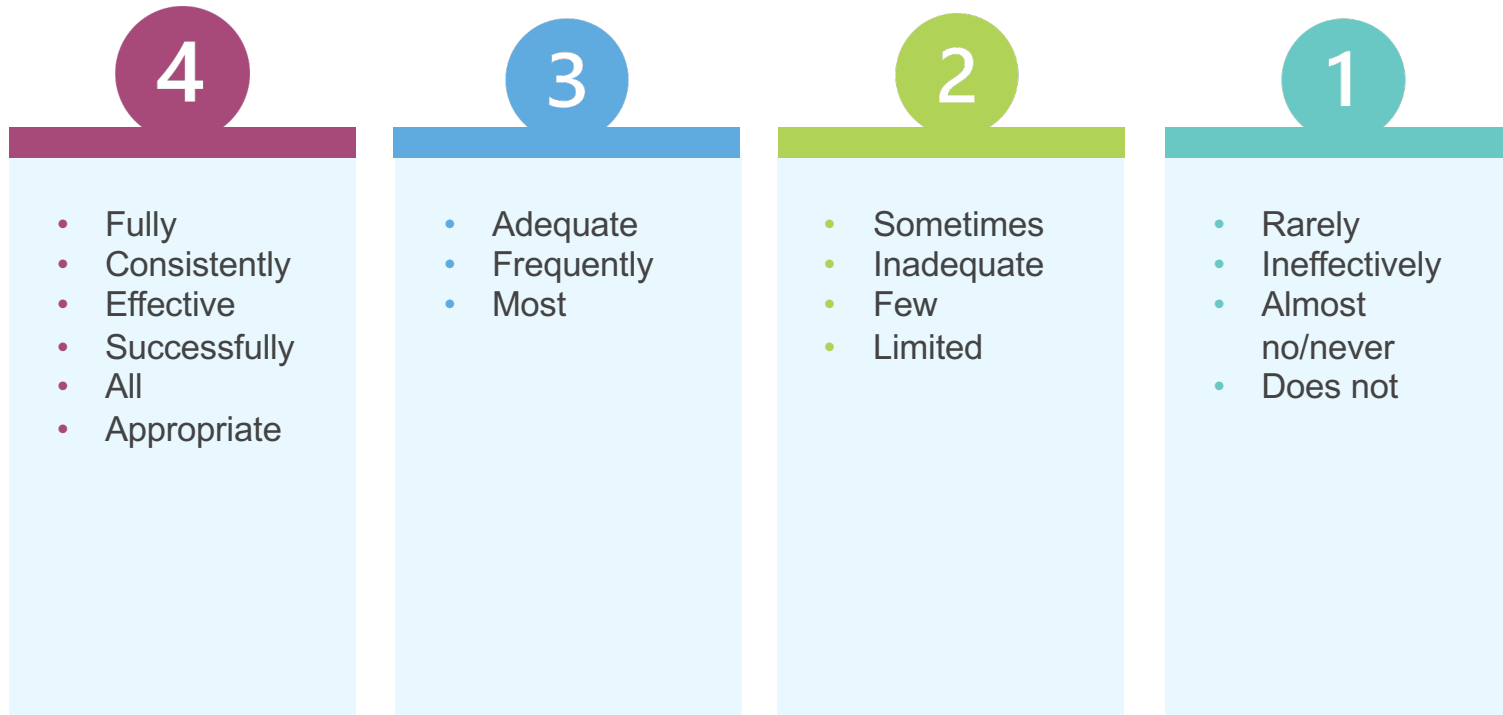 4
• Fully
• Consistently
• Effective
• Successfully
• All
• Appropriate
3
• Adequate
• Frequently
• Most
2
• Sometimes
• Inadequate
• Few
• Limited
1
• Rarely
• Ineffectively
• Almost
no/never
• Does not